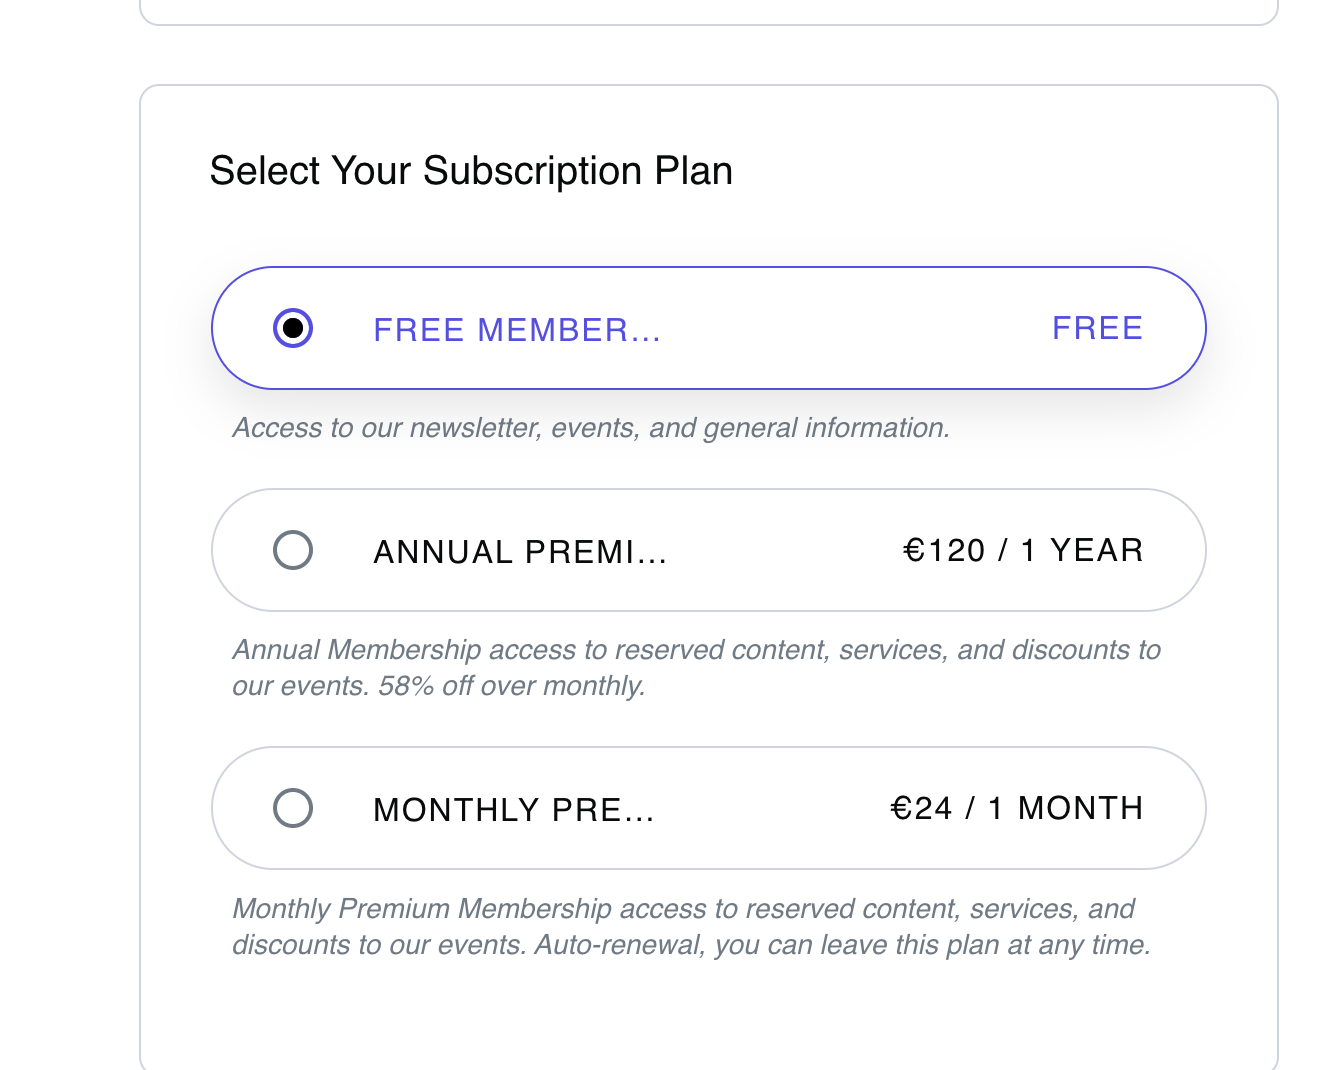 Select Your Subscription Plan
FREE MEMBER... FREE
Access to our newsletter, events, and general information.
ANNUAL PREMI... €120 / 1 YEAR
Annual Membership access to reserved content, services, and discounts to
our events. 58% off over monthly.
MONTHLY PRE... €24 / 1 MONTH
Monthly Premium Membership access to reserved content, services, and
discounts to our events. Auto-renewal, you can leave this plan at any time.